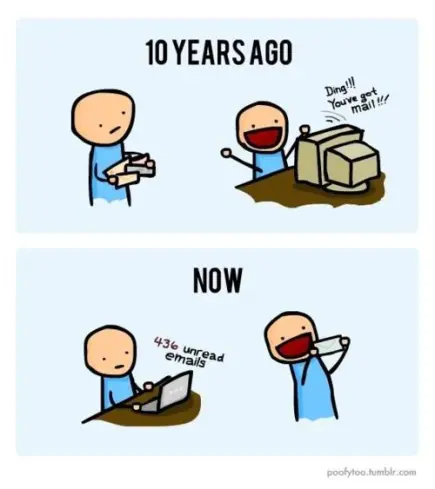 10 YEARS AGO
Ding!!!
You've got
mail!!!
NOW
436 unread
emails
poofytoo.tumblr.com